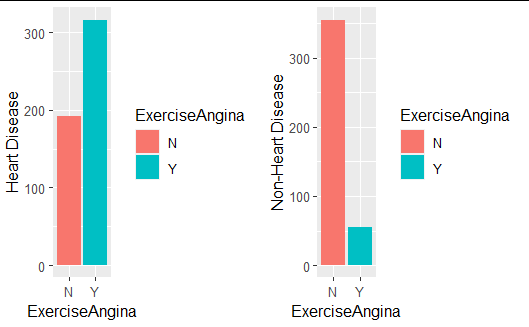 Heart Disease
300
200
100
0
N Y
ExerciseAngina
ExerciseAngina
N
Y
Non-Heart Disease
300
200
100
0
N Y
ExerciseAngina
ExerciseAngina
N
Y